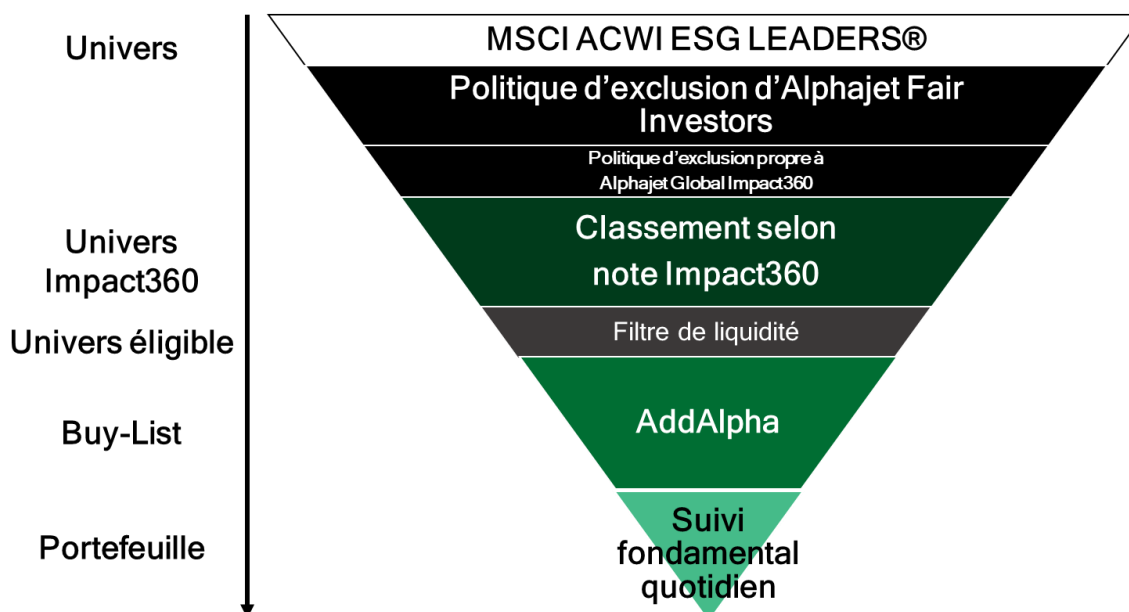 Univers
MSCI ACWI ESG LEADERS®
Politique d'exclusion d'Alphajet Fair
Investors
Politique d'exclusion propre à
Alphajet Global Impact360
Univers
Impact360
Classement selon
note Impact360
Univers éligible
Filtre de liquidité
Buy-List
AddAlpha
Portefeuille
Suivi
fondamental
quotidien